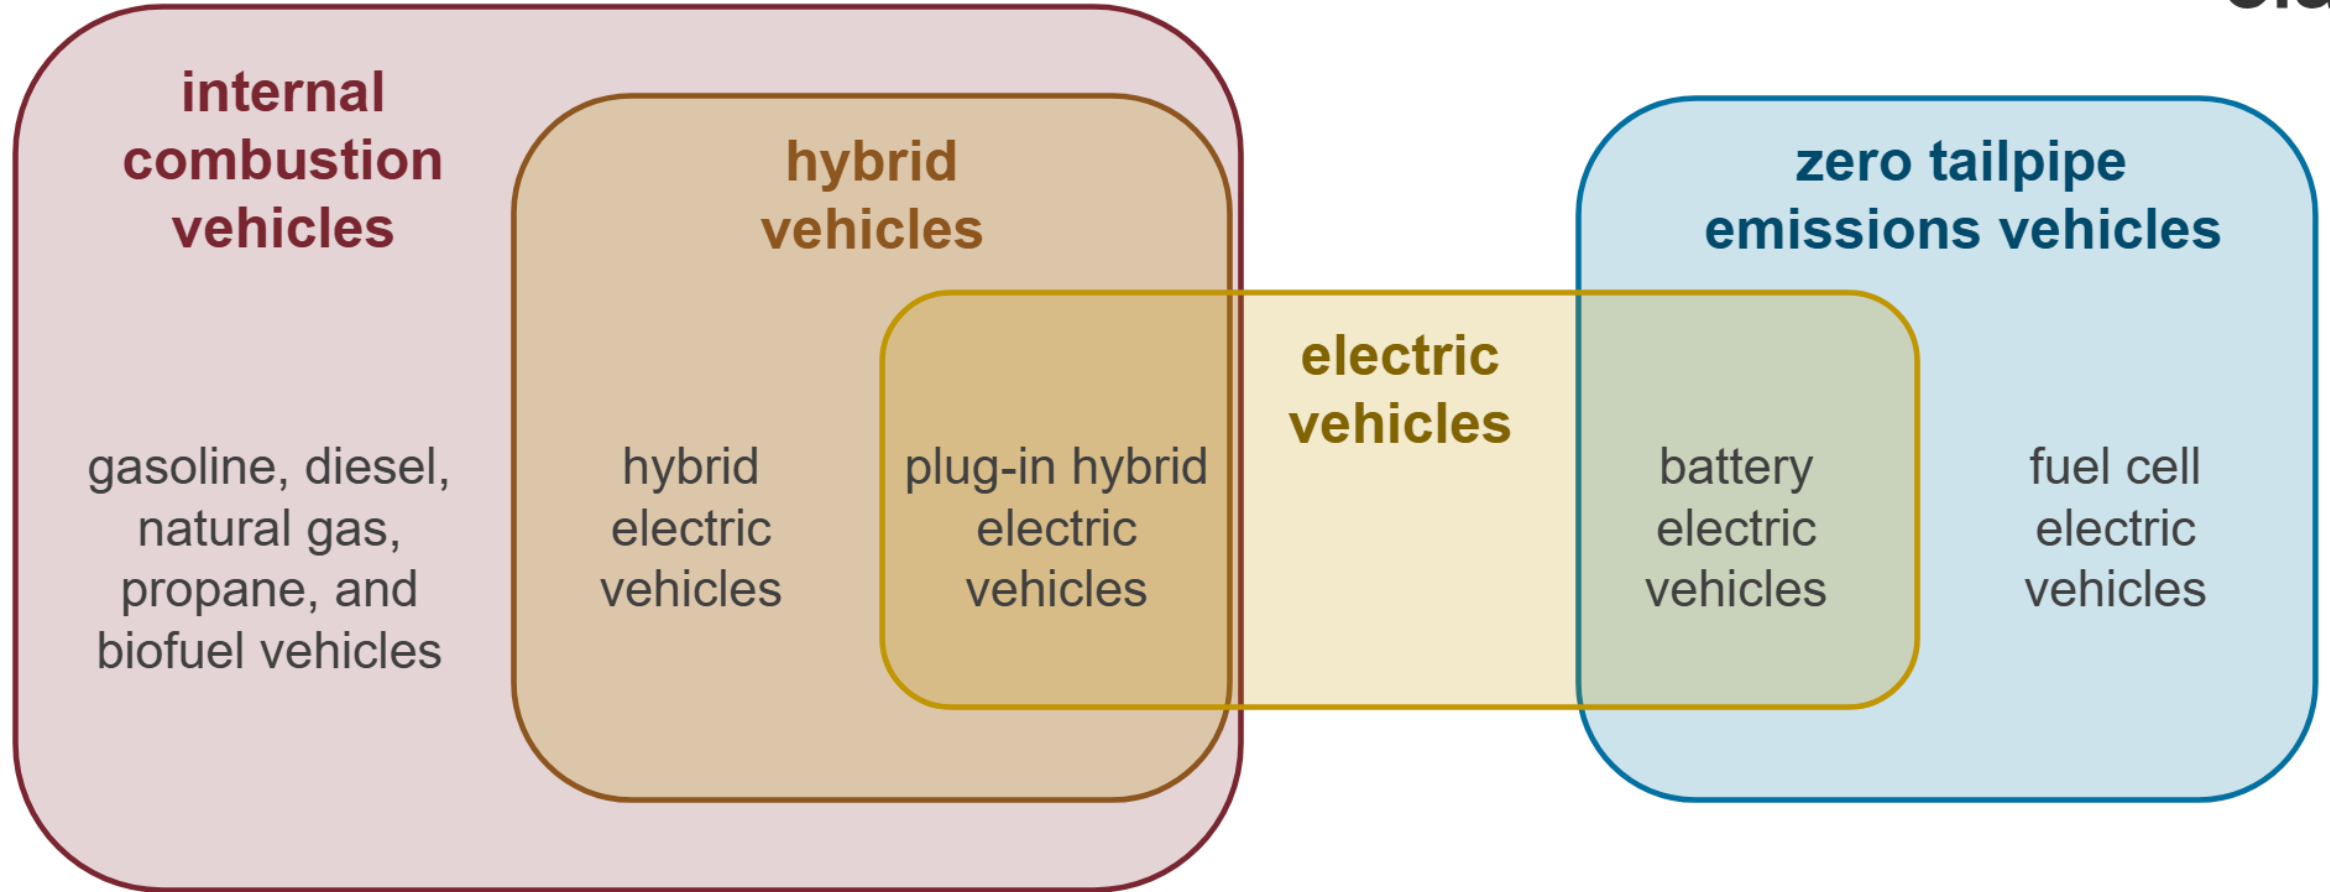 internal
combustion
vehicles
hybrid
vehicles
zero tailpipe
emissions vehicles
electric
vehicles
gasoline, diesel,
natural gas,
propane, and
biofuel vehicles
hybrid
electric
vehicles
plug-in hybrid
electric
vehicles
battery
electric
vehicles
fuel cell
electric
vehicles